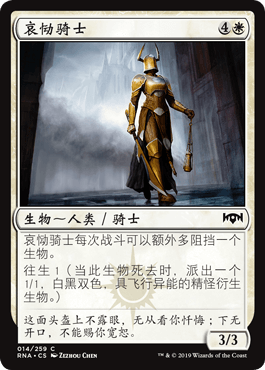 哀恸骑士 4
生物～人类／骑士
哀恸骑士每次战斗可以额外多阻挡一个
生物。
往生1（当此生物死去时，派出一个
1/1，白黑双色，具飞行异能的精怪衍生
生物。）
这面头盔上不露眼，无从看你忏悔；下无
开口，不能赐你宽恕。
3/3
014/259 C
RNA • CS ZEZHOU CHEN
™ & © 2019 Wizards of the Coast